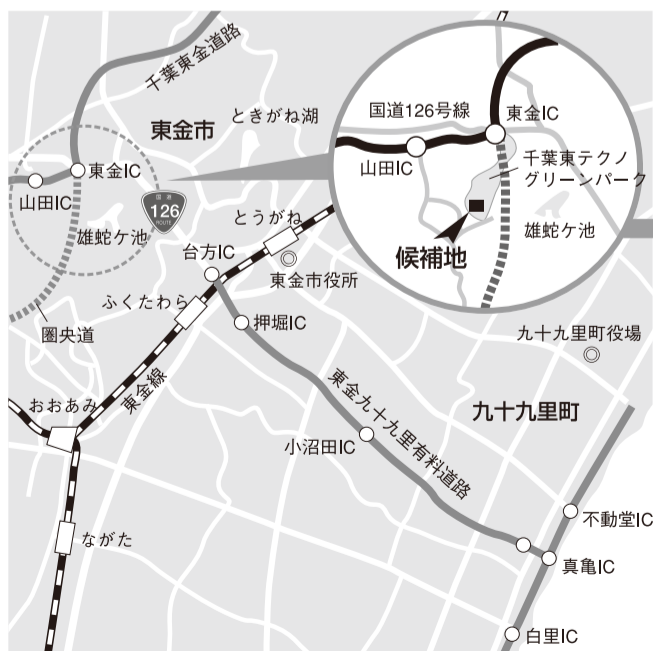 千葉東金道路
ときがね湖
東金市
東金IC
山田IC
国道
126
ROUTE
雄蛇ケ池
とうがね
台方IC
東金市役所
ふくたわら
圏央道
押堀IC
おおあみ
東金線
小沼田IC
東金九十九里有料道路
ながた
九十九里町役場
九十九里町
不動堂IC
真亀IC
白里IC
国道126号線
東金IC
山田IC
千葉東テクノ
グリーンパーク
雄蛇ケ池
候補地